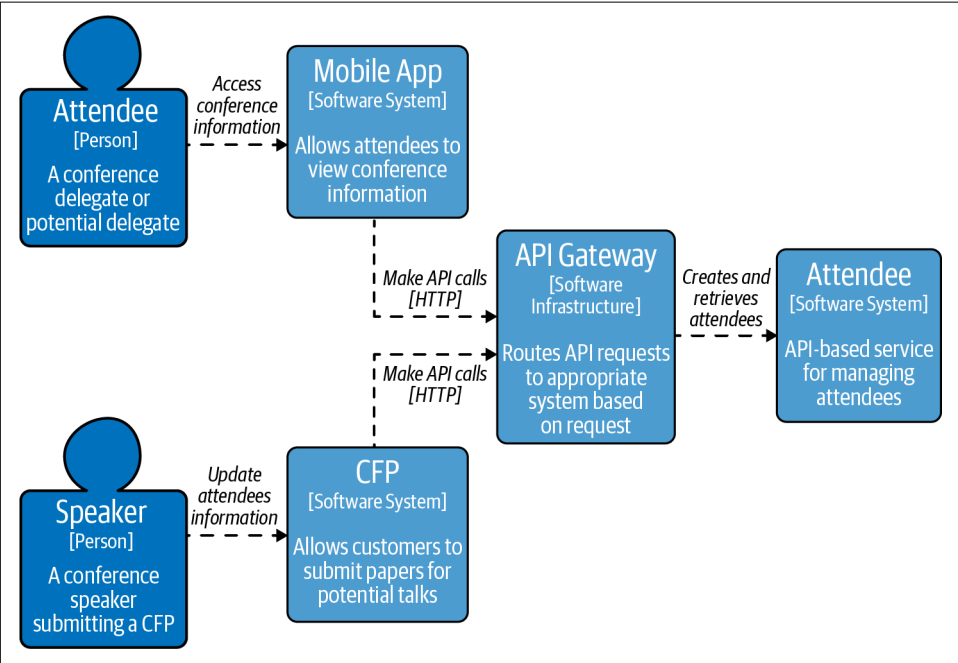 Attendee
[Person]
A conference
delegate or
potential delegate
Access
conference
information
Mobile App
[Software System]
Allows attendees to
view conference
information
Make API calls
[HTTP]
API Gateway
[Software
Infrastructure]
Routes API requests
to appropriate
system based
on request
Creates and
retrieves
attendees
Attendee
[Software System]
API-based service
for managing
attendees
Make API calls
[HTTP]
Speaker
[Person]
A conference
speaker
submitting a CFP
Update
attendees
information
CFP
[Software System]
Allows customers to
submit papers for
potential talks